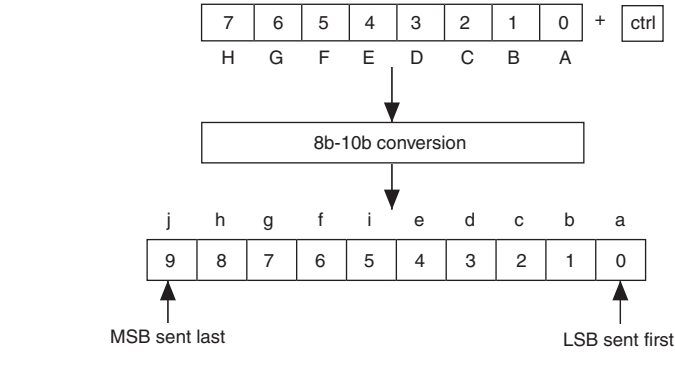 7 6 5 4 3 2 1 0 + ctrl
H G F E D C B A
8b-10b conversion
j h g f i e d c b a
9 8 7 6 5 4 3 2 1 0
MSB sent last LSB sent first